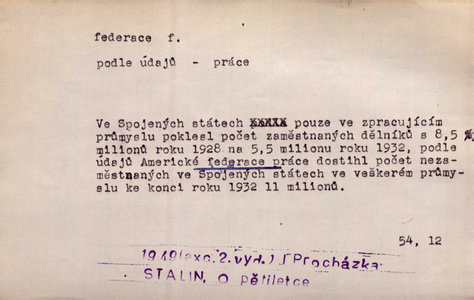 federace f.
podle údajů - práce
Ve Spojených státech xxxxx pouze ve zpracujícím
průmyslu poklesl počet zaměstnaných dělníků s 8,5
milionů roku 1928 na 5,5 milionu roku 1932, podle
údajů Americké federace práce dostihl počet neza-
městnaných ve Spojených státech ve veškerém průmy-
slu ke konci roku 1932 11 milionů.
54, 12
1949(exc.2.vyd.) J Procházka
STALIN, O pětiletce